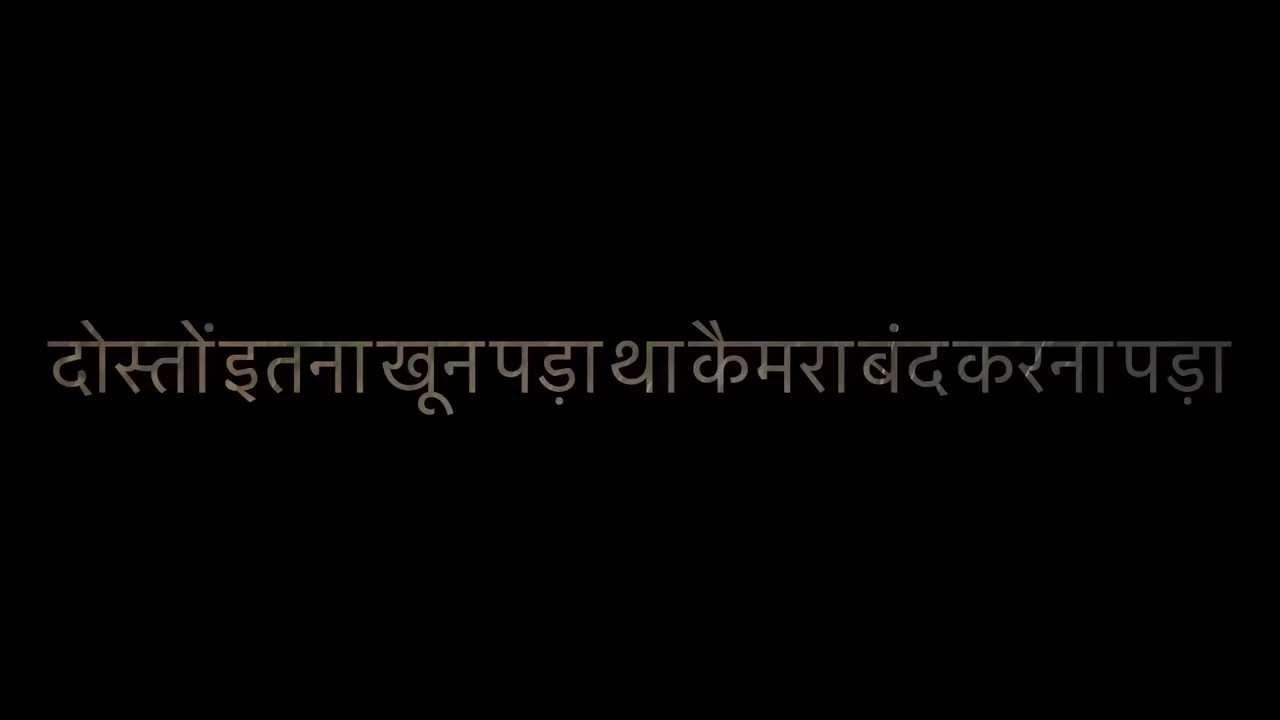 दोस्तों इतना खून पड़ा था कैमरा बंद करना पड़ा